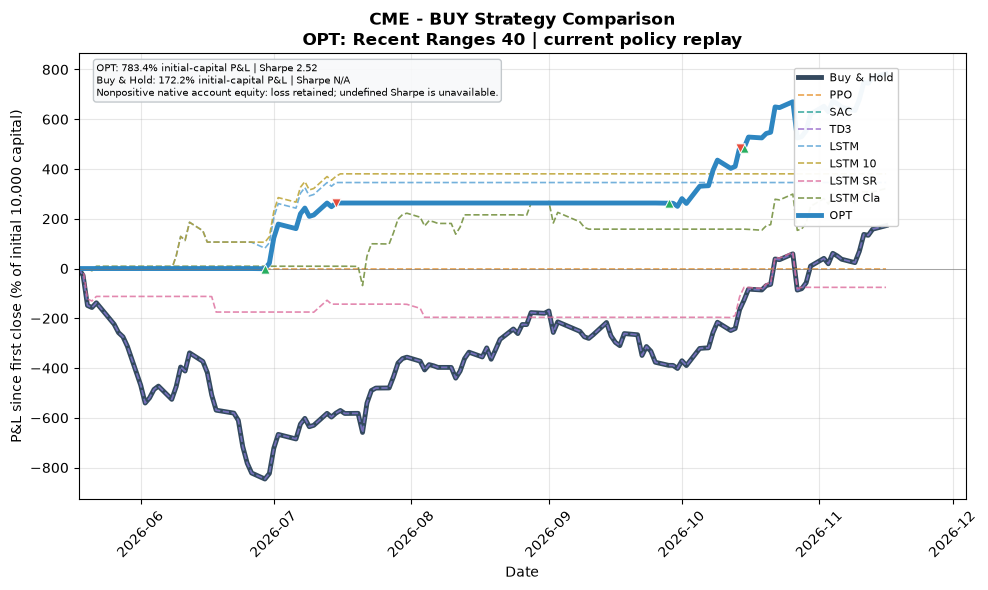 CME - BUY Strategy Comparison
OPT: Recent Ranges 40 | current policy replay
OPT: 783.4% initial-capital P&L | Sharpe 2.52
Buy & Hold: 172.2% initial-capital P&L | Sharpe N/A
Nonpositive native account equity: loss retained; undefined Sharpe is unavailable.
Buy & Hold
PPO
SAC
TD3
LSTM
LSTM 10
LSTM SR
LSTM Cla
OPT
P&L since first close (% of initial 10,000 capital)
800
600
400
200
0
−200
−400
−600
−800
2026-06
2026-07
2026-08
2026-09
2026-10
2026-11
2026-12
Date